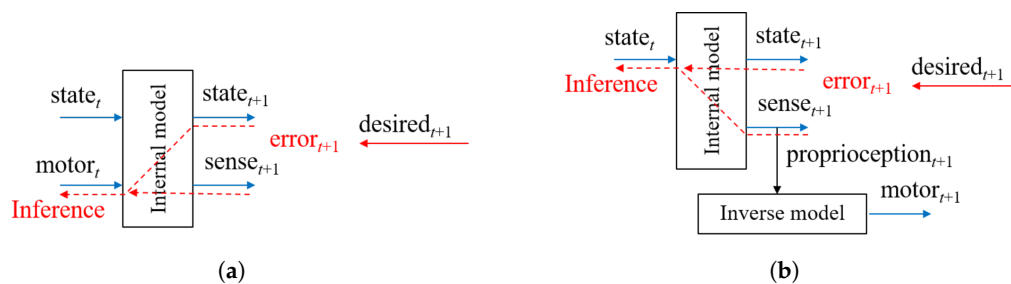 state_t
motor_t
Inference
Internal model
state_{t+1}
sense_{t+1}
error_{t+1}
desired_{t+1}
(a)
state_t
Inference
Internal model
state_{t+1}
sense_{t+1}
error_{t+1}
desired_{t+1}
proprioception_{t+1}
Inverse model
motor_{t+1}
(b)